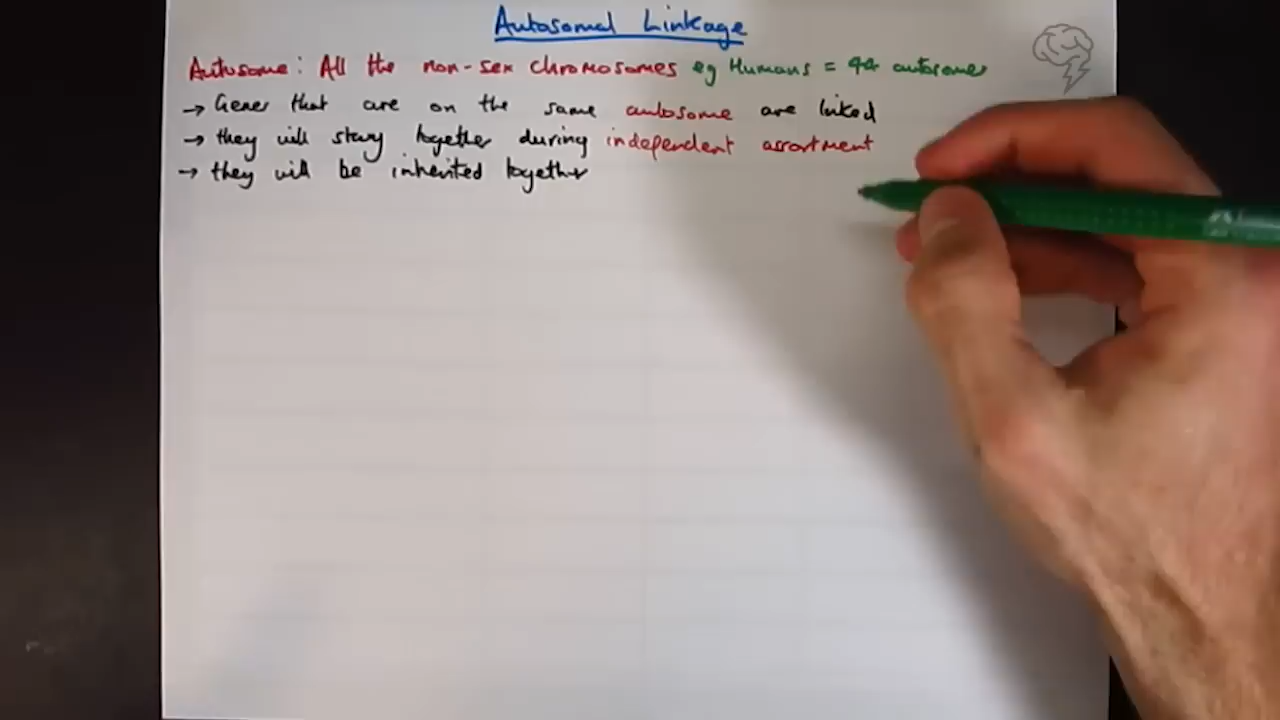 Autosomal Linkage
Autosome: All the non-sex chromosomes eg Humans = 44 autosomes
→ Genes that are on the same autosome are linked
→ they will stay together during independent assortment
→ they will be inherited together